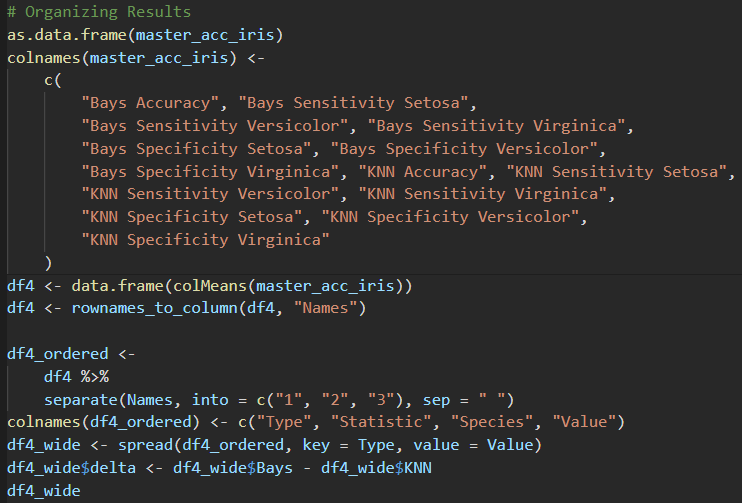 # Organizing Results
as.data.frame(master_acc_iris)
colnames(master_acc_iris) <-
    c(
        "Bays Accuracy", "Bays Sensitivity Setosa",
        "Bays Sensitivity Versicolor", "Bays Sensitivity Virginica",
        "Bays Specificity Setosa", "Bays Specificity Versicolor",
        "Bays Specificity Virginica", "KNN Accuracy", "KNN Sensitivity Setosa",
        "KNN Sensitivity Versicolor", "KNN Sensitivity Virginica",
        "KNN Specificity Setosa", "KNN Specificity Versicolor",
        "KNN Specificity Virginica"
    )
df4 <- data.frame(colMeans(master_acc_iris))
df4 <- rownames_to_column(df4, "Names")

df4_ordered <-
    df4 %>%
    separate(Names, into = c("1", "2", "3"), sep = " ")
colnames(df4_ordered) <- c("Type", "Statistic", "Species", "Value")
df4_wide <- spread(df4_ordered, key = Type, value = Value)
df4_wide$delta <- df4_wide$Bays - df4_wide$KNN
df4_wide